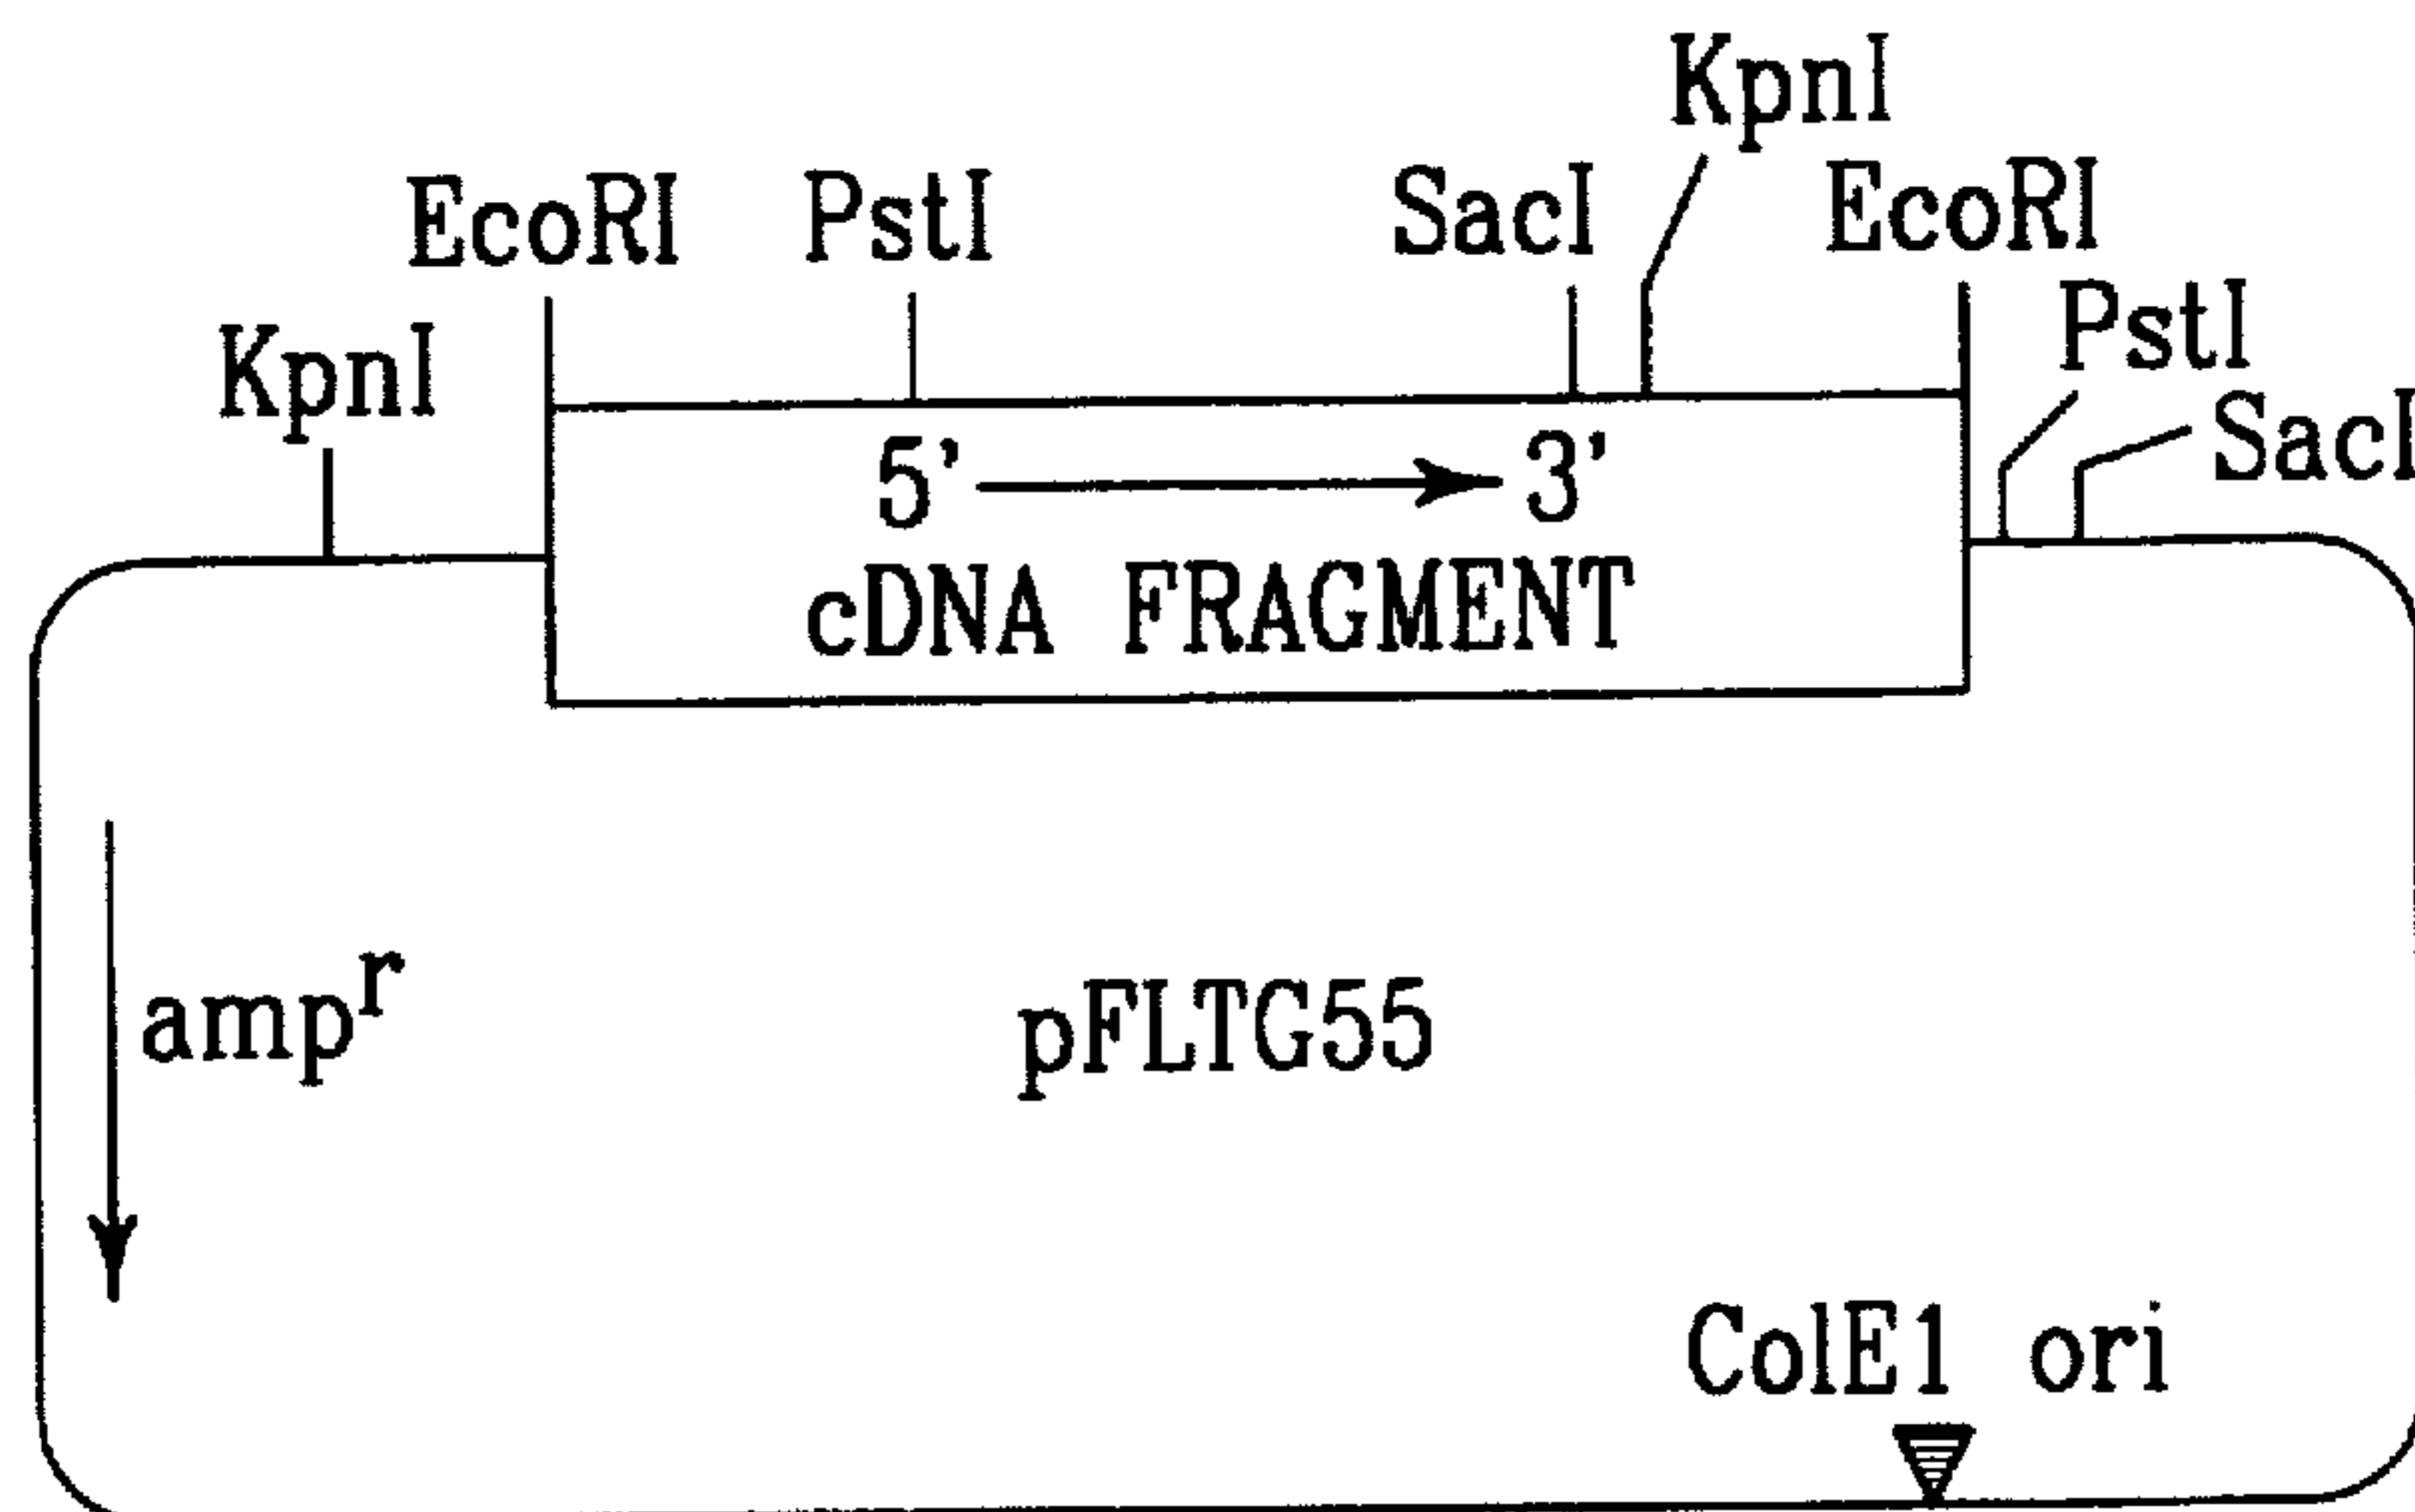 KpnI
EcoRI PstI SacI EcoRI
KpnI PstI
SacI
5' 3'
cDNA FRAGMENT
amp^r
pFLTG55
ColE1 ori